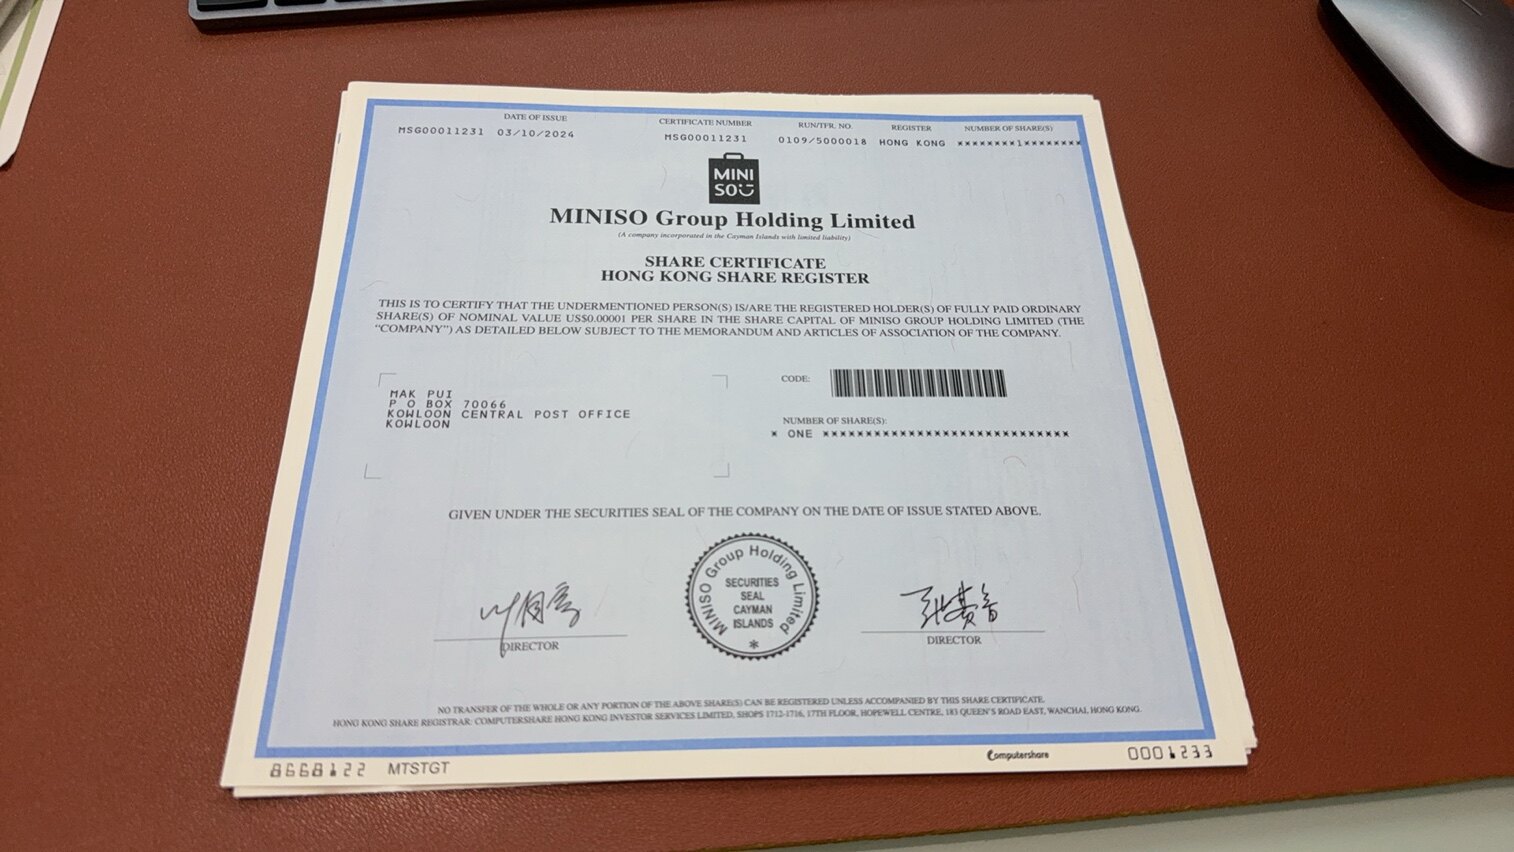 DATE OF ISSUE CERTIFICATE NUMBER RUN/TFR. NO. REGISTER NUMBER OF SHARE(S)
MSG00011231 03/10/2024 MSG00011231 0109/5000018 HONG KONG ********1********
MINI
SO
MINISO Group Holding Limited
(A company incorporated in the Cayman Islands with limited liability)
SHARE CERTIFICATE
HONG KONG SHARE REGISTER
THIS IS TO CERTIFY THAT THE UNDERMENTIONED PERSON(S) IS/ARE THE REGISTERED HOLDER(S) OF FULLY PAID ORDINARY
SHARE(S) OF NOMINAL VALUE US$0.00001 PER SHARE IN THE SHARE CAPITAL OF MINISO GROUP HOLDING LIMITED (THE
"COMPANY") AS DETAILED BELOW SUBJECT TO THE MEMORANDUM AND ARTICLES OF ASSOCIATION OF THE COMPANY.
MAK PUI
P O BOX 70066
KOWLOON CENTRAL POST OFFICE
KOWLOON
CODE:
NUMBER OF SHARE(S):
* ONE ******************************
GIVEN UNDER THE SECURITIES SEAL OF THE COMPANY ON THE DATE OF ISSUE STATED ABOVE.
MINISO Group Holding Limited
SECURITIES
SEAL
CAYMAN
ISLANDS
*
DIRECTOR DIRECTOR
NO TRANSFER OF THE WHOLE OR ANY PORTION OF THE ABOVE SHARE(S) CAN BE REGISTERED UNLESS ACCOMPANIED BY THIS SHARE CERTIFICATE.
HONG KONG SHARE REGISTRAR: COMPUTERSHARE HONG KONG INVESTOR SERVICES LIMITED, SHOPS 1712-1716, 17TH FLOOR, HOPEWELL CENTRE, 183 QUEEN'S ROAD EAST, WANCHAI, HONG KONG.
8668122 MTSTGT Computershare 0001233